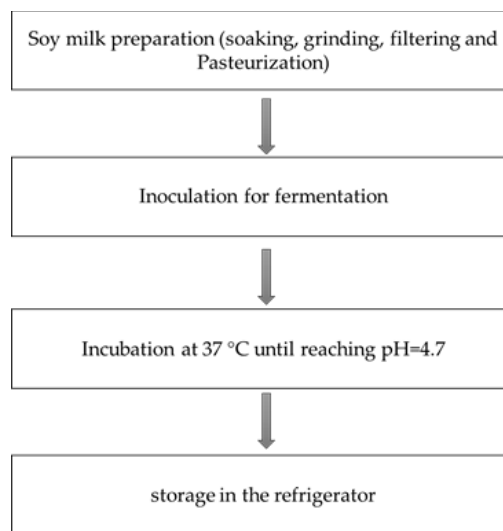 Soy milk preparation (soaking, grinding, filtering and
Pasteurization)
Inoculation for fermentation
Incubation at 37 °C until reaching pH=4.7
storage in the refrigerator